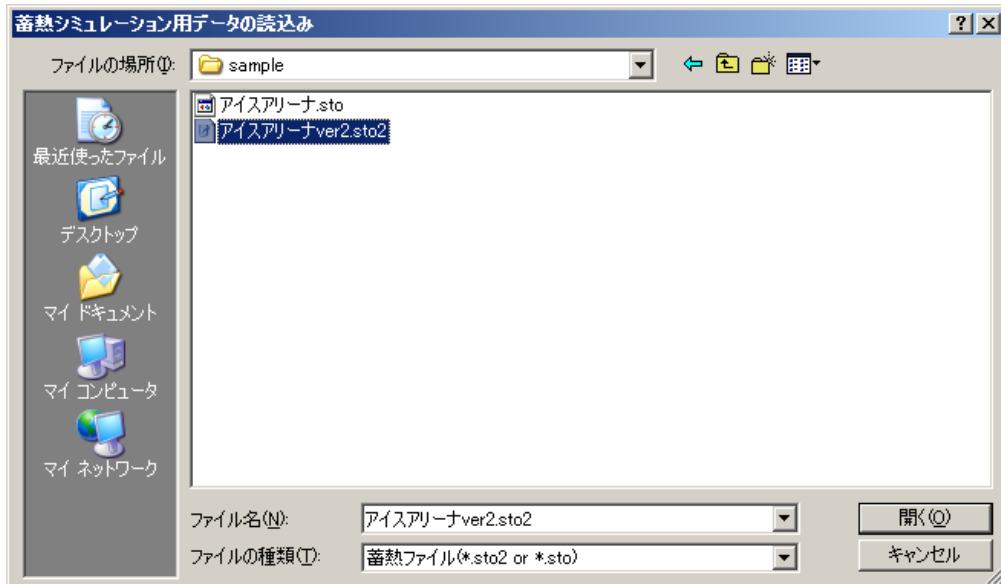 蓄熱シミュレーション用データの読込み
ファイルの場所(I):
sample
アイスアリーナ.sto
アイスアリーナver2.sto2
最近使ったファイル
デスクトップ
マイ ドキュメント
マイ コンピュータ
マイ ネットワーク
ファイル名(N):
アイスアリーナver2.sto2
開く(O)
ファイルの種類(T):
蓄熱ファイル(*.sto2 or *.sto)
キャンセル